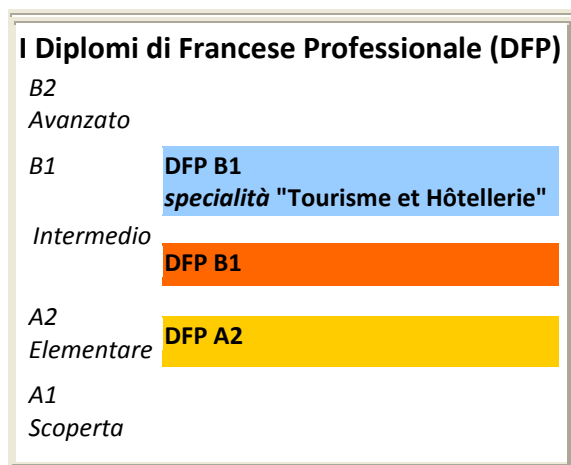 I Diplomi di Francese Professionale (DFP)
B2
Avanzato
B1
DFP B1
specialità "Tourisme et Hôtellerie"
Intermedio
DFP B1
A2
Elementare
DFP A2
A1
Scoperta